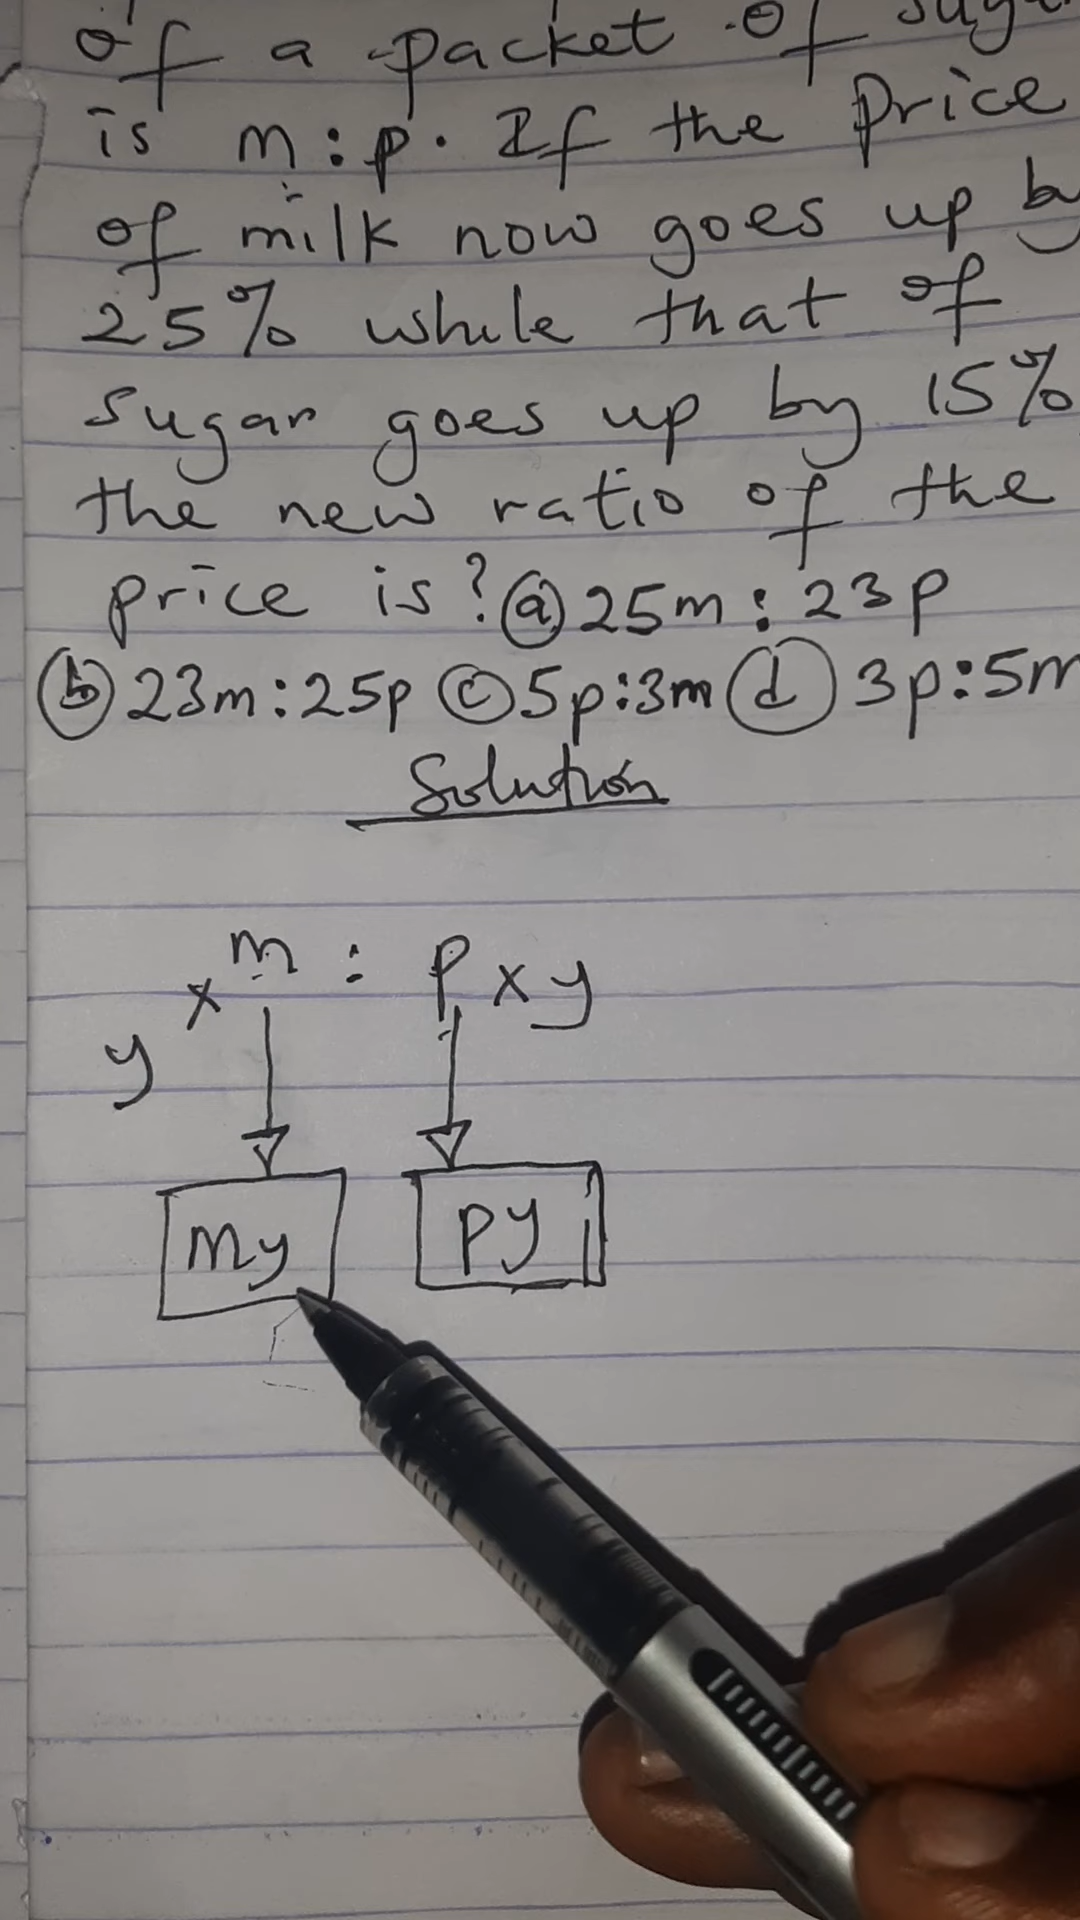 of a packet of sugar
is m:p. If the price
of milk now goes up by
25% while that of
sugar goes up by 15%
the new ratio of the
price is? (a) 25m : 23p
(b) 23m:25p (c) 5p:3m (d) 3p:5m
Solution
m : p x y
x
y
my py